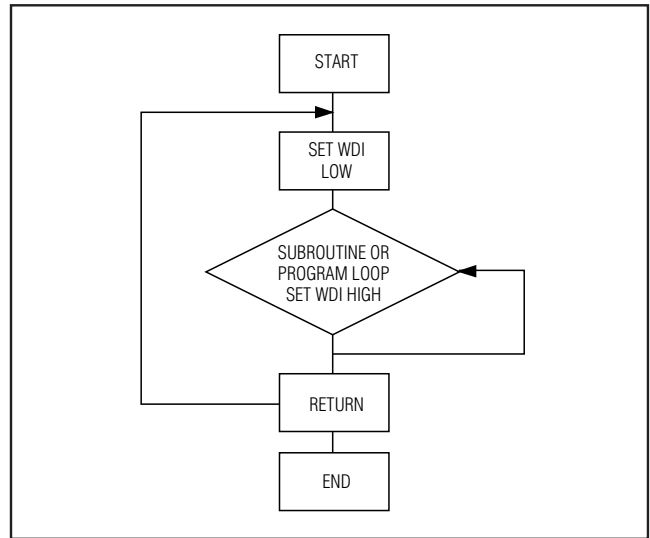 START
SET WDI
LOW
SUBROUTINE OR
PROGRAM LOOP
SET WDI HIGH
RETURN
END